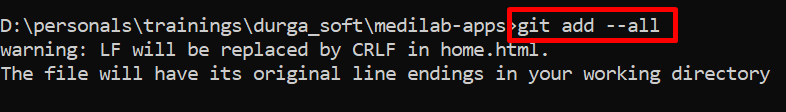 D:\personals\trainings\durga_soft\medilab-apps>git add --all
warning: LF will be replaced by CRLF in home.html.
The file will have its original line endings in your working directory